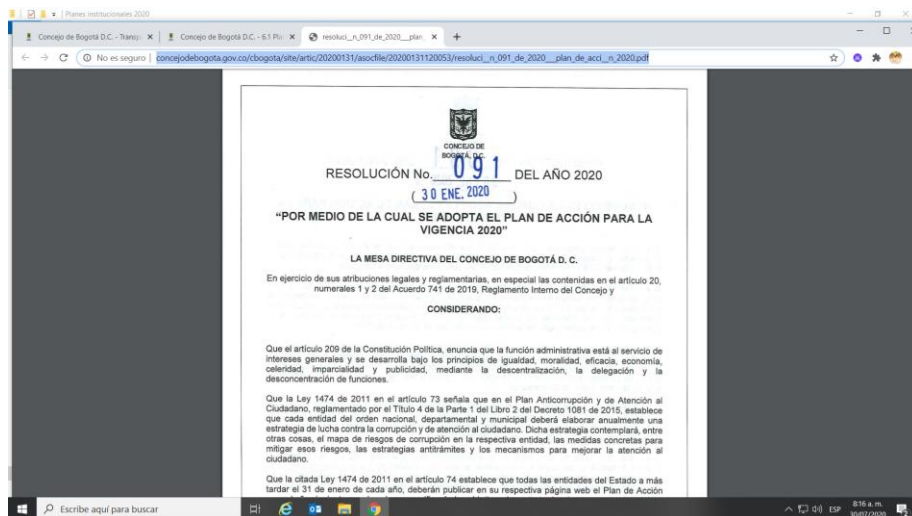 Planes institucionales 2020
Concejo de Bogotá D.C. - Transp
Concejo de Bogotá D.C. - 6.1 Pla
resoluci_n_091_de_2020__plan_
No es seguro
concejodebogota.gov.co/cbogota/site/artic/20200131/asocfile/20200131120053/resoluci__n_091_de_2020__plan_de_acci__n_2020.pdf
CONCEJO DE
BOGOTÁ, D.C.
RESOLUCIÓN No. 091 DEL AÑO 2020
( 30 ENE. 2020 )
“POR MEDIO DE LA CUAL SE ADOPTA EL PLAN DE ACCIÓN PARA LA
VIGENCIA 2020”
LA MESA DIRECTIVA DEL CONCEJO DE BOGOTÁ D. C.
En ejercicio de sus atribuciones legales y reglamentarias, en especial las contenidas en el artículo 20,
numerales 1 y 2 del Acuerdo 741 de 2019, Reglamento Interno del Concejo y
CONSIDERANDO:
Que el artículo 209 de la Constitución Política, enuncia que la función administrativa está al servicio de
intereses generales y se desarrolla bajo los principios de igualdad, moralidad, eficacia, economía,
celeridad, imparcialidad y publicidad, mediante la descentralización, la delegación y la
desconcentración de funciones.
Que la Ley 1474 de 2011 en el artículo 73 señala que en el Plan Anticorrupción y de Atención al
Ciudadano, reglamentado por el Título 4 de la Parte 1 del Libro 2 del Decreto 1081 de 2015, establece
que cada entidad del orden nacional, departamental y municipal deberá elaborar anualmente una
estrategia de lucha contra la corrupción y de atención al ciudadano. Dicha estrategia contemplará, entre
otras cosas, el mapa de riesgos de corrupción en la respectiva entidad, las medidas concretas para
mitigar esos riesgos, las estrategias antitrámites y los mecanismos para mejorar la atención al
ciudadano.
Que la citada Ley 1474 de 2011 en el artículo 74 establece que todas las entidades del Estado a más
tardar el 31 de enero de cada año, deberán publicar en su respectiva página web el Plan de Acción
Escribe aquí para buscar
ESP
8:16 a. m.
30/07/2020